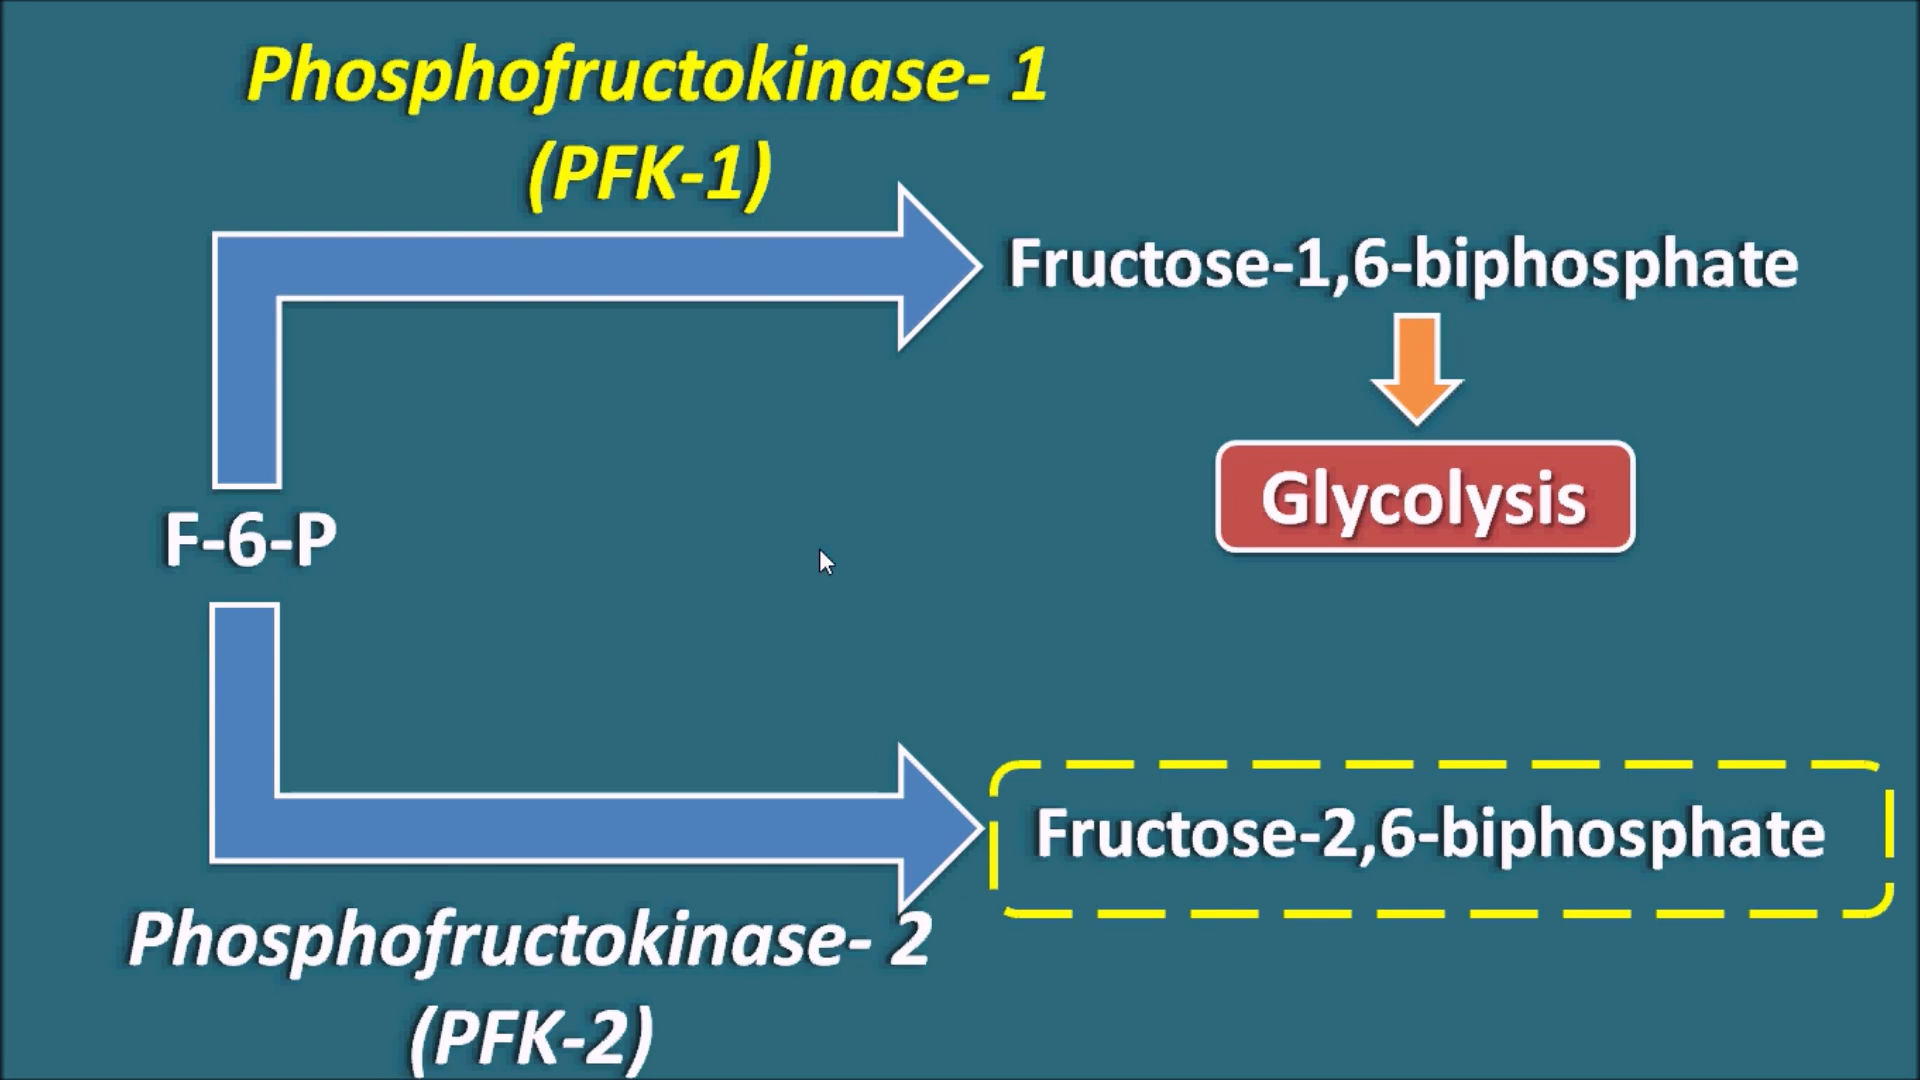 Phosphofructokinase- 1
(PFK-1)
Fructose-1,6-biphosphate
Glycolysis
F-6-P
Fructose-2,6-biphosphate
Phosphofructokinase- 2
(PFK-2)